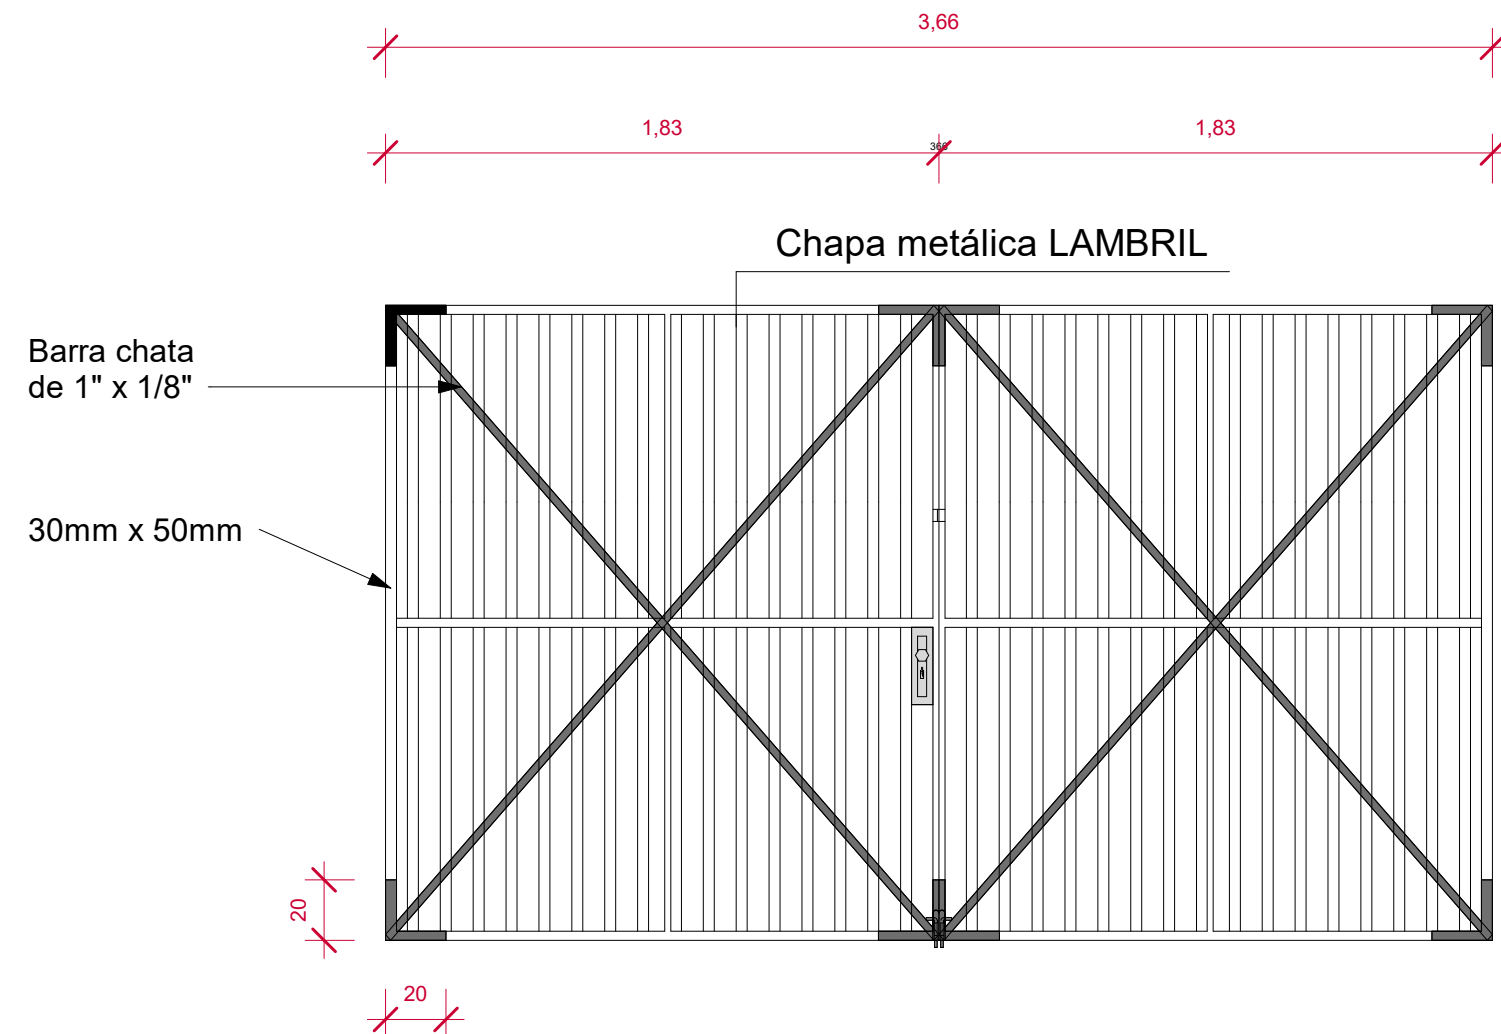 3,66
1,83
1,83
366
Chapa metálica LAMBRIL
Barra chata
de 1" x 1/8"
30mm x 50mm
20
20